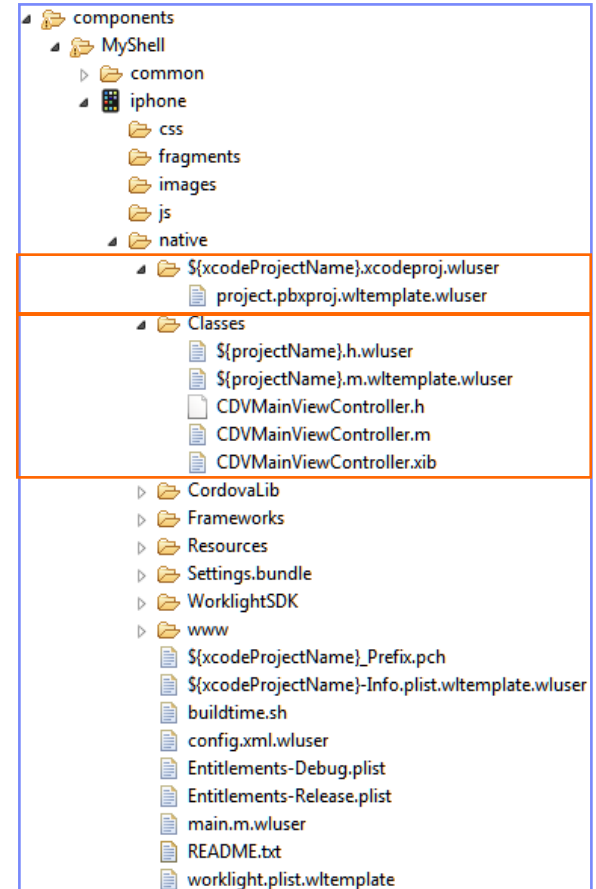 components
MyShell
common
iphone
css
fragments
images
js
native
${xcodeProjectName}.xcodeproj.wluser
project.pbxproj.wltemplate.wluser
Classes
${projectName}.h.wluser
${projectName}.m.wltemplate.wluser
CDVMainViewController.h
CDVMainViewController.m
CDVMainViewController.xib
CordovaLib
Frameworks
Resources
Settings.bundle
WorklightSDK
www
${xcodeProjectName}_Prefix.pch
${xcodeProjectName}-Info.plist.wltemplate.wluser
buildtime.sh
config.xml.wluser
Entitlements-Debug.plist
Entitlements-Release.plist
main.m.wluser
README.txt
worklight.plist.wltemplate